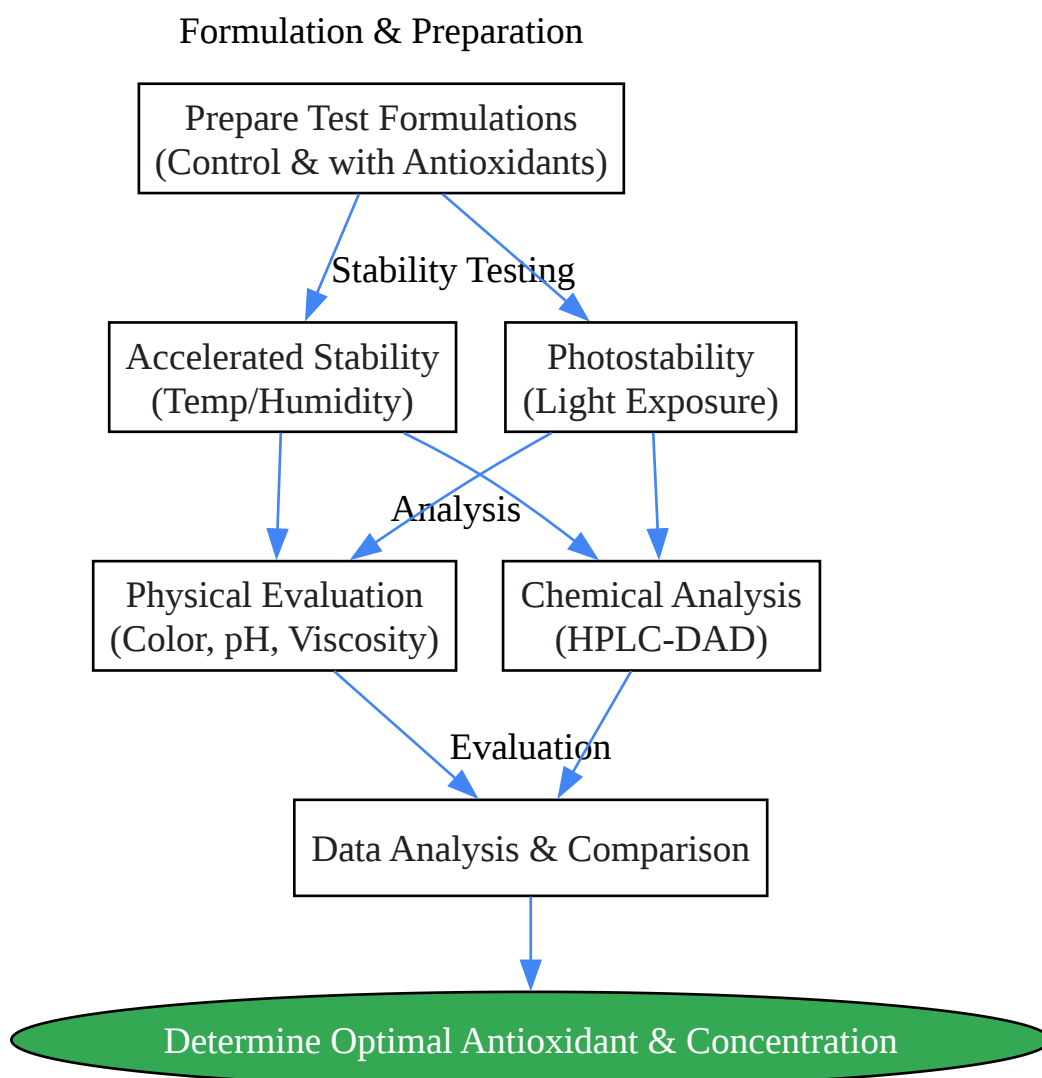 Formulation & Preparation
Prepare Test Formulations
(Control & with Antioxidants)
Stability Testing
Accelerated Stability
(Temp/Humidity)
Photostability
(Light Exposure)
Analysis
Physical Evaluation
(Color, pH, Viscosity)
Chemical Analysis
(HPLC-DAD)
Evaluation
Data Analysis & Comparison
Determine Optimal Antioxidant & Concentration